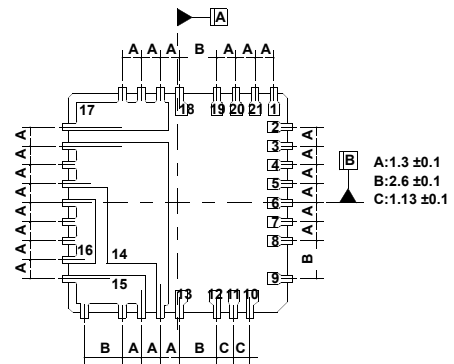 A
A A A B A A A
17 18 19 20 21 1
2
3
4
5
6
7
8
9
A A A A A A A A
A A A A A A B
B
A:1.3 ±0.1
B:2.6 ±0.1
C:1.13 ±0.1
16 14
15 13 12 11 10
B A A A B C C